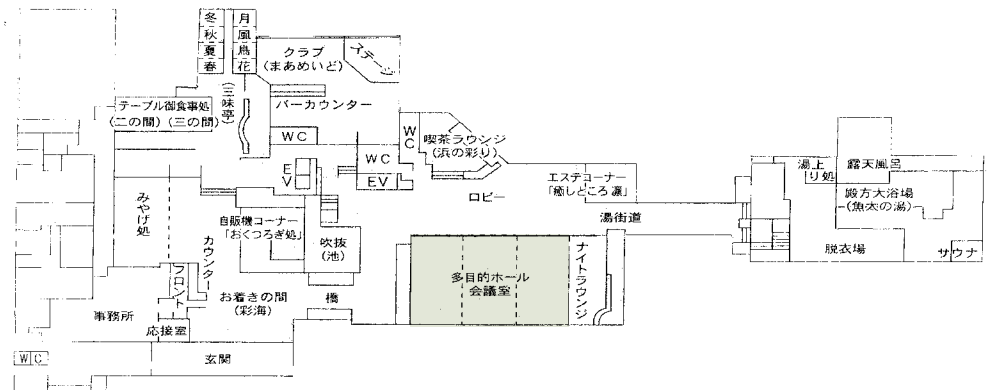 冬 月
秋 風
夏 鳥
春 花
クラブ
(まあめいど)
ステージ
テーブル御食事処
(二の間)(三の間)
(三味亭)
バーカウンター
WC
WC
WC
EV
EV
喫茶ラウンジ
(浜の彩り)
エステコーナー
「癒しどころ 凛」
ロビー
湯街道
湯上り処
露天風呂
殿方大浴場
(魚太の湯)
脱衣場
サウナ
みやげ処
カウンター
自販機コーナー
「おくつろぎ処」
吹抜
(池)
多目的ホール
会議室
ナイトラウンジ
フロント
お着きの間
(彩海)
橋
事務所
応接室
玄関
WC